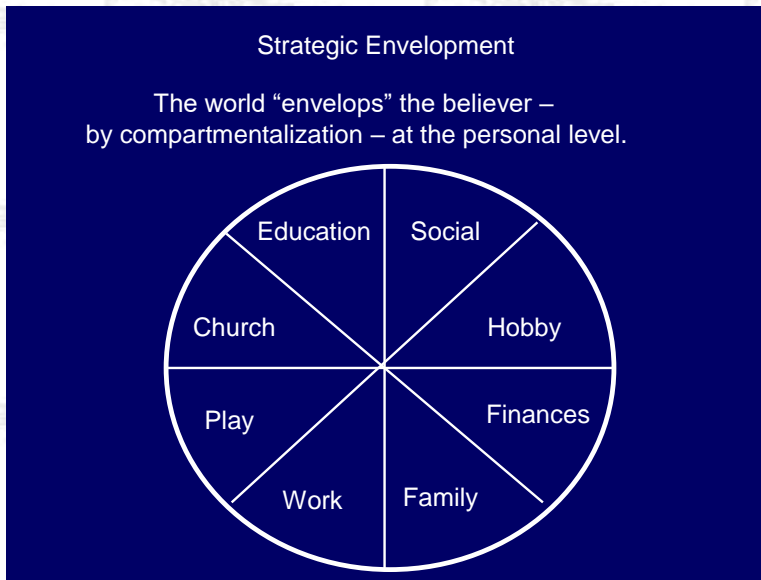 Strategic Envelopment
The world “envelops” the believer –
by compartmentalization – at the personal level.
Education
Social
Church
Hobby
Play
Finances
Work
Family